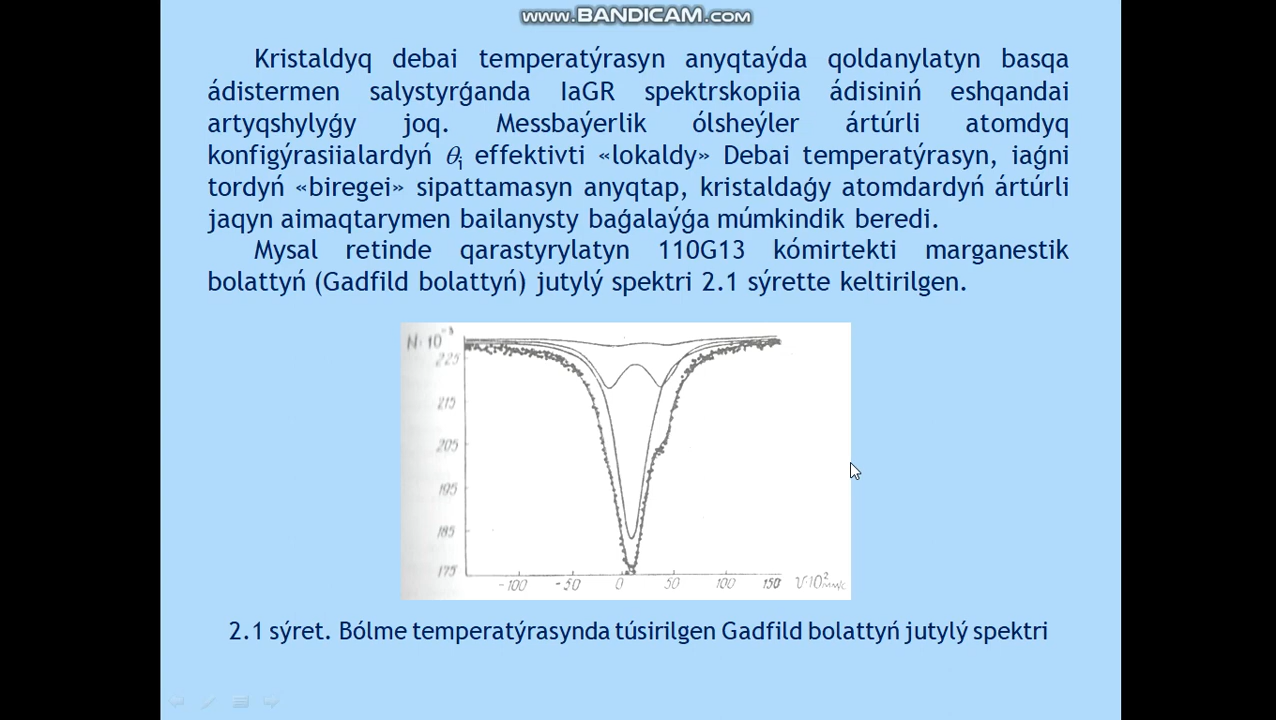 www.BANDICAM.com
Kristaldyq debai temperatýrasyn anyqtaýda qoldanylatyn basqa
ádistermen salystyrǵanda IaGR spektrskopiia ádisiniń eshqandai
artyqshylyǵy joq. Messbaýerlik ólsheýler ártúrli atomdyq
konfigýrasiialardyń θi effektivti «lokaldy» Debai temperatýrasyn, iaǵni
tordyń «biregei» sipattamasyn anyqtap, kristaldaǵy atomdardyń ártúrli
jaqyn aimaqtarymen bailanysty baǵalaýǵa múmkindik beredi.
Mysal retinde qarastyrylatyn 110G13 kómirtekti marganestik
bolattyń (Gadfild bolattyń) jutylý spektri 2.1 sýrette keltirilgen.
N·10⁻³
225
215
205
195
185
175
-100 -50 0 50 100 150 υ·10² мм/с
2.1 sýret. Bólme temperatýrasynda túsirilgen Gadfild bolattyń jutylý spektri